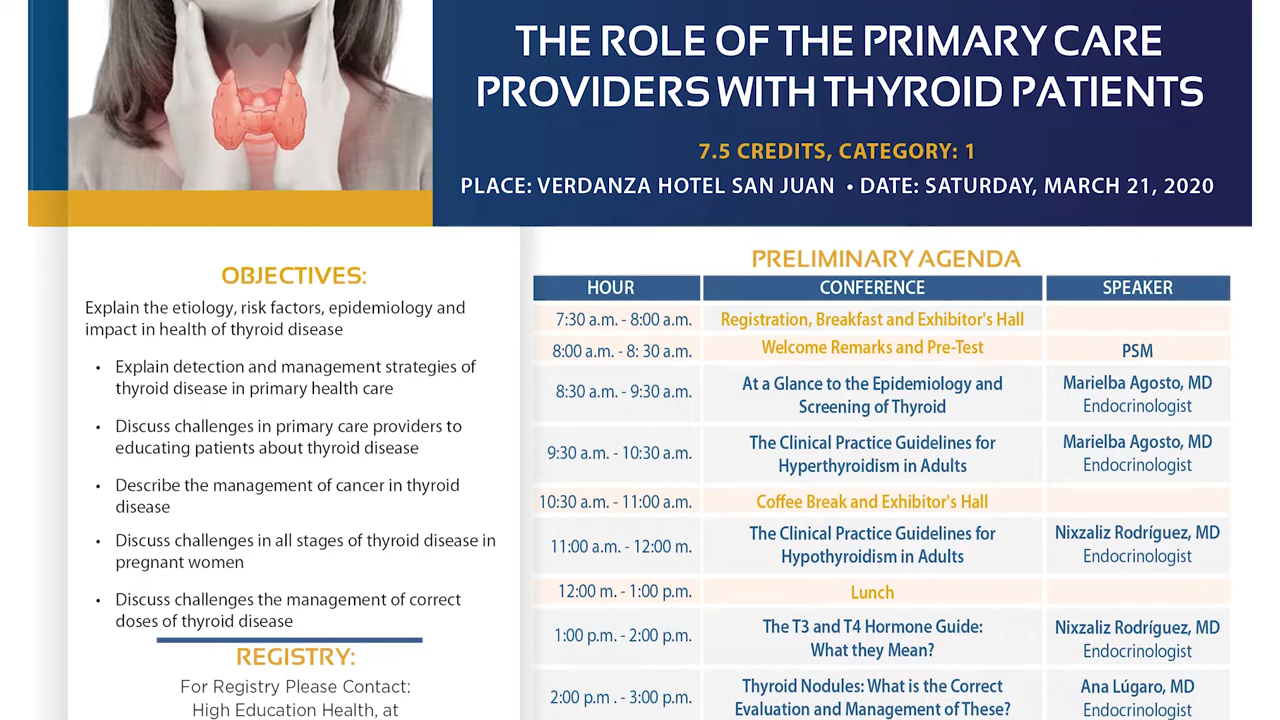 THE ROLE OF THE PRIMARY CARE
PROVIDERS WITH THYROID PATIENTS
7.5 CREDITS, CATEGORY: 1
PLACE: VERDANZA HOTEL SAN JUAN • DATE: SATURDAY, MARCH 21, 2020
OBJECTIVES:
Explain the etiology, risk factors, epidemiology and
impact in health of thyroid disease
• Explain detection and management strategies of
thyroid disease in primary health care
• Discuss challenges in primary care providers to
educating patients about thyroid disease
• Describe the management of cancer in thyroid
disease
• Discuss challenges in all stages of thyroid disease in
pregnant women
• Discuss challenges the management of correct
doses of thyroid disease
REGISTRY:
For Registry Please Contact:
High Education Health, at
PRELIMINARY AGENDA
HOUR CONFERENCE SPEAKER
7:30 a.m. - 8:00 a.m. Registration, Breakfast and Exhibitor's Hall
8:00 a.m. - 8: 30 a.m. Welcome Remarks and Pre-Test PSM
8:30 a.m. - 9:30 a.m. At a Glance to the Epidemiology and Marielba Agosto, MD
Screening of Thyroid Endocrinologist
9:30 a.m. - 10:30 a.m. The Clinical Practice Guidelines for Marielba Agosto, MD
Hyperthyroidism in Adults Endocrinologist
10:30 a.m. - 11:00 a.m. Coffee Break and Exhibitor's Hall
11:00 a.m. - 12:00 m. The Clinical Practice Guidelines for Nixzaliz Rodríguez, MD
Hypothyroidism in Adults Endocrinologist
12:00 m. - 1:00 p.m. Lunch
1:00 p.m. - 2:00 p.m. The T3 and T4 Hormone Guide: Nixzaliz Rodríguez, MD
What they Mean? Endocrinologist
2:00 p.m . - 3:00 p.m. Thyroid Nodules: What is the Correct Ana Lúgaro, MD
Evaluation and Management of These? Endocrinologist